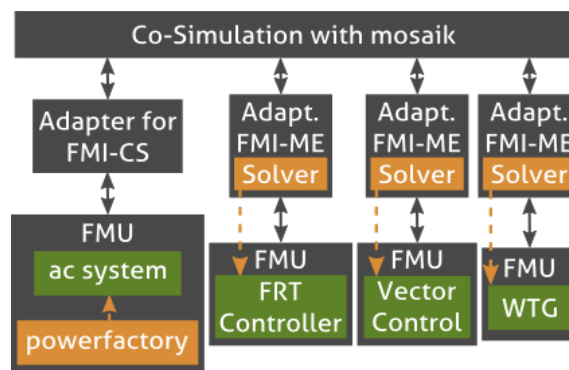 Co-Simulation with mosaik
Adapter for
FMI-CS
Adapt.
FMI-ME
Solver
Adapt.
FMI-ME
Solver
Adapt.
FMI-ME
Solver
FMU
ac system
powerfactory
FMU
FRT
Controller
FMU
Vector
Control
FMU
WTG